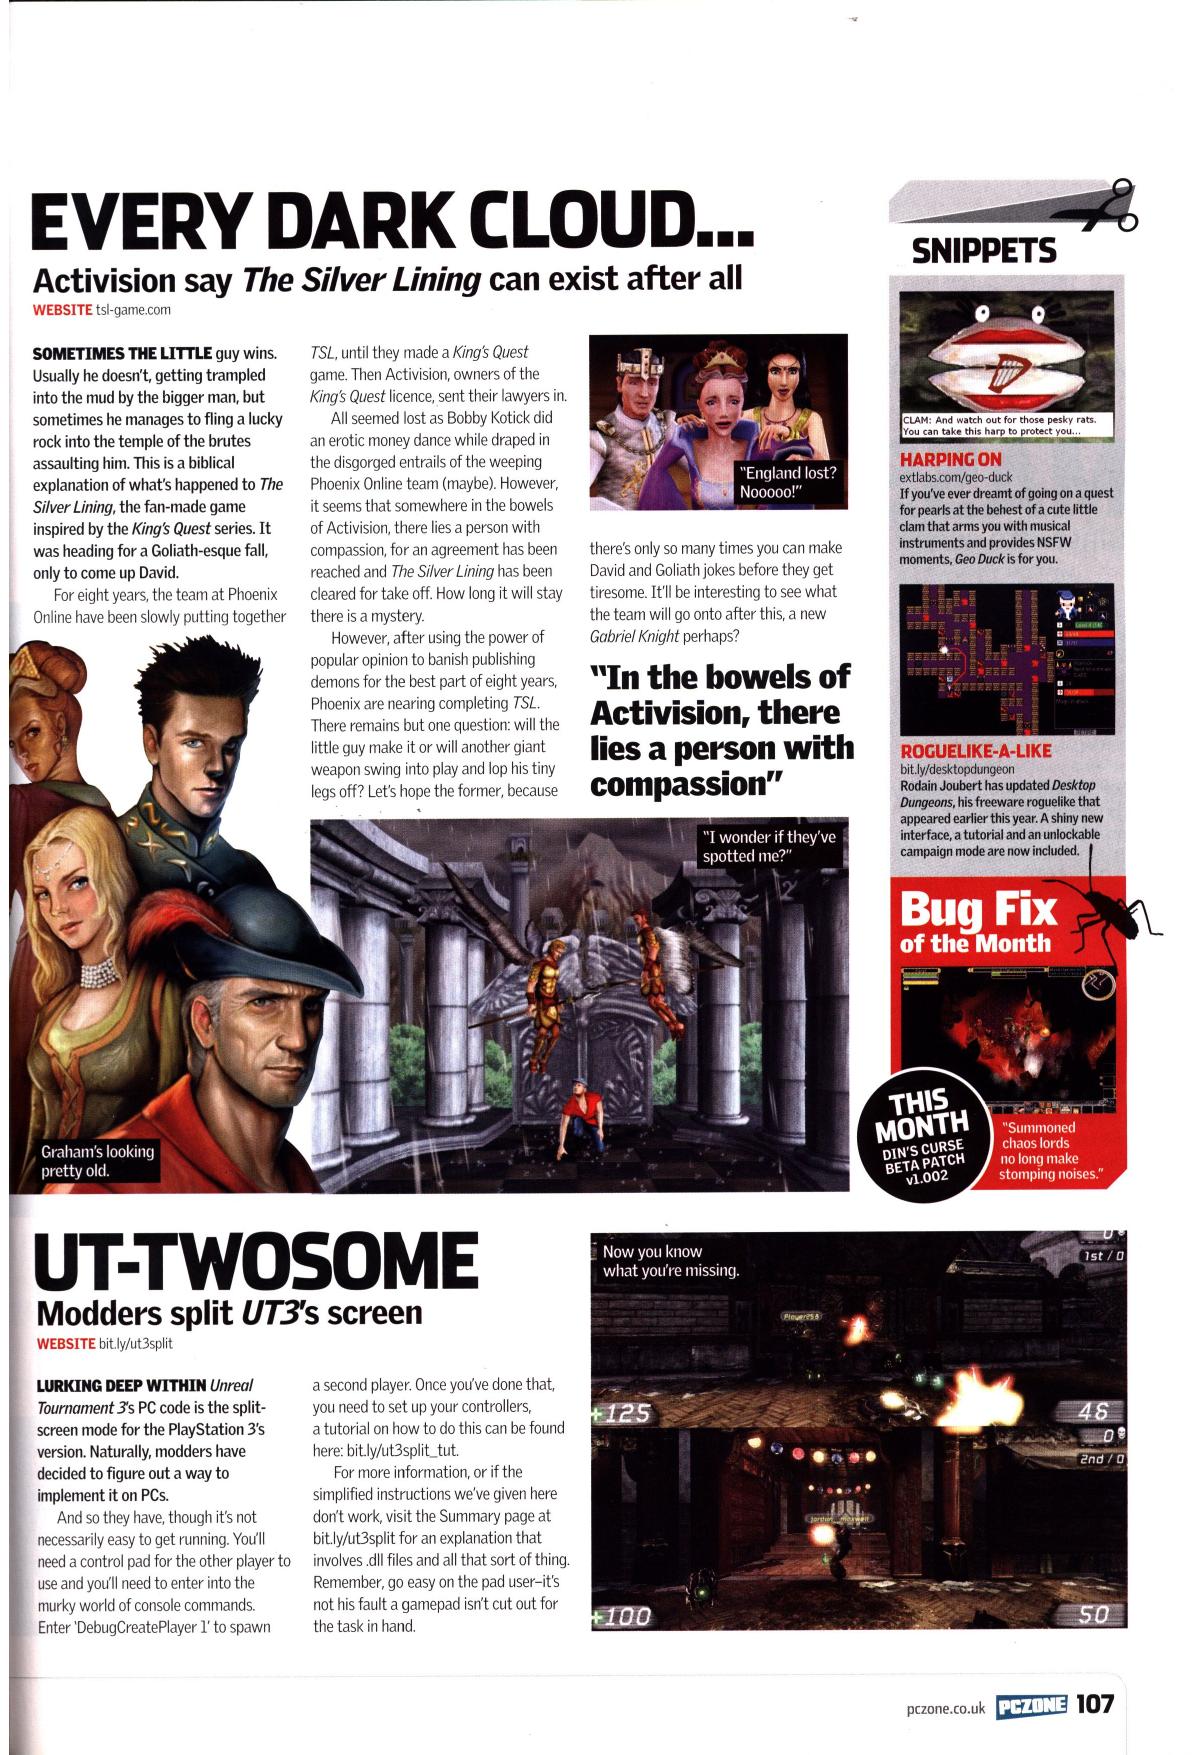 EVERY DARK CLOUD...
Activision say The Silver Lining can exist after all
WEBSITE tsl-game.com
SOMETIMES THE LITTLE guy wins.
Usually he doesn't, getting trampled
into the mud by the bigger man, but
sometimes he manages to fling a lucky
rock into the temple of the brutes
assaulting him. This is a biblical
explanation of what's happened to The
Silver Lining, the fan-made game
inspired by the King's Quest series. It
was heading for a Goliath-esque fall,
only to come up David.
For eight years, the team at Phoenix
Online have been slowly putting together
TSL, until they made a King's Quest
game. Then Activision, owners of the
King's Quest licence, sent their lawyers in.
All seemed lost as Bobby Kotick did
an erotic money dance while draped in
the disgorged entrails of the weeping
Phoenix Online team (maybe). However,
it seems that somewhere in the bowels
of Activision, there lies a person with
compassion, for an agreement has been
reached and The Silver Lining has been
cleared for take off. How long it will stay
there is a mystery.
However, after using the power of
popular opinion to banish publishing
demons for the best part of eight years,
Phoenix are nearing completing TSL.
There remains but one question: will the
little guy make it or will another giant
weapon swing into play and lop his tiny
legs off? Let's hope the former, because
"England lost?
Nooooo!"
there's only so many times you can make
David and Goliath jokes before they get
tiresome. It'll be interesting to see what
the team will go onto after this, a new
Gabriel Knight perhaps?
"In the bowels of
Activision, there
lies a person with
compassion"
"I wonder if they've
spotted me?"
Graham's looking
pretty old.
SNIPPETS
CLAM: And watch out for those pesky rats.
You can take this harp to protect you...
HARPING ON
extlabs.com/geo-duck
If you've ever dreamt of going on a quest
for pearls at the behest of a cute little
clam that arms you with musical
instruments and provides NSFW
moments, Geo Duck is for you.
ROGUELIKE-A-LIKE
bit.ly/desktopdungeon
Rodain Joubert has updated Desktop
Dungeons, his freeware roguelike that
appeared earlier this year. A shiny new
interface, a tutorial and an unlockable
campaign mode are now included.
Bug Fix
of the Month
THIS
MONTH
DIN'S CURSE
BETA PATCH
v1.002
"Summoned
chaos lords
no long make
stomping noises."
UT-TWOSOME
Modders split UT3's screen
WEBSITE bit.ly/ut3split
LURKING DEEP WITHIN Unreal
Tournament 3's PC code is the split-
screen mode for the PlayStation 3's
version. Naturally, modders have
decided to figure out a way to
implement it on PCs.
And so they have, though it's not
necessarily easy to get running. You'll
need a control pad for the other player to
use and you'll need to enter into the
murky world of console commands.
Enter 'DebugCreatePlayer 1' to spawn
a second player. Once you've done that,
you need to set up your controllers,
a tutorial on how to do this can be found
here: bit.ly/ut3split_tut.
For more information, or if the
simplified instructions we've given here
don't work, visit the Summary page at
bit.ly/ut3split for an explanation that
involves .dll files and all that sort of thing.
Remember, go easy on the pad user–it's
not his fault a gamepad isn't cut out for
the task in hand.
Now you know
what you're missing.
0
1st / 0
+125
48
0
2nd / 0
+100
50
pczone.co.uk PCZONE 107